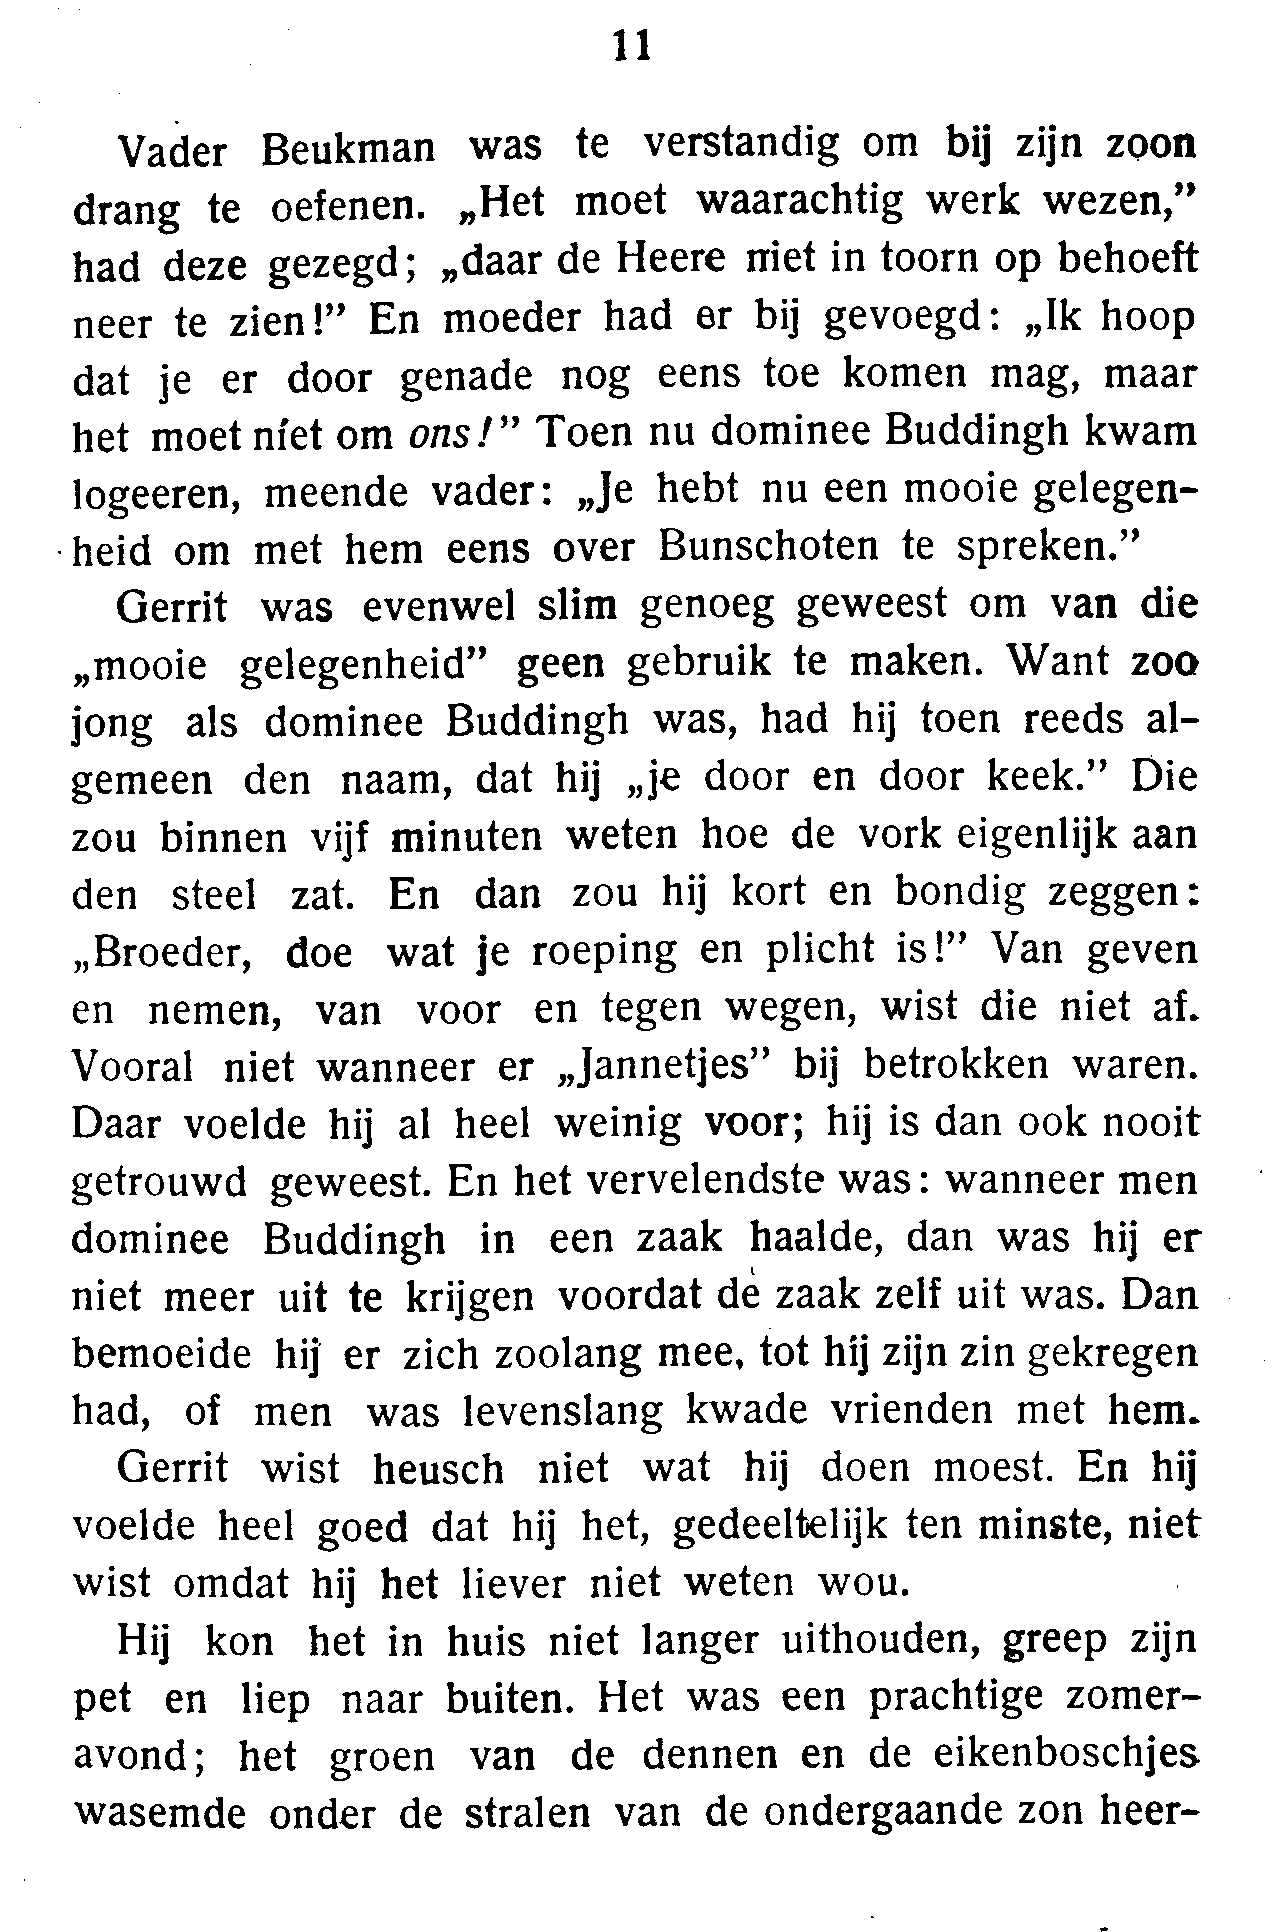 11
Vader Beukman was te verstandig om bij zijn zoon
drang te oefenen. „Het moet waarachtig werk wezen,”
had deze gezegd; „daar de Heere niet in toorn op behoeft
neer te zien!” En moeder had er bij gevoegd: „Ik hoop
dat je er door genade nog eens toe komen mag, maar
het moet niet om ons!” Toen nu dominee Buddingh kwam
logeeren, meende vader: „Je hebt nu een mooie gelegen-
heid om met hem eens over Bunschoten te spreken.”
Gerrit was evenwel slim genoeg geweest om van die
„mooie gelegenheid” geen gebruik te maken. Want zoo
jong als dominee Buddingh was, had hij toen reeds al-
gemeen den naam, dat hij „je door en door keek.” Die
zou binnen vijf minuten weten hoe de vork eigenlijk aan
den steel zat. En dan zou hij kort en bondig zeggen:
„Broeder, doe wat je roeping en plicht is!” Van geven
en nemen, van voor en tegen wegen, wist die niet af.
Vooral niet wanneer er „Jannetjes” bij betrokken waren.
Daar voelde hij al heel weinig voor; hij is dan ook nooit
getrouwd geweest. En het vervelendste was: wanneer men
dominee Buddingh in een zaak haalde, dan was hij er
niet meer uit te krijgen voordat de zaak zelf uit was. Dan
bemoeide hij er zich zoolang mee, tot hij zijn zin gekregen
had, of men was levenslang kwade vrienden met hem.
Gerrit wist heusch niet wat hij doen moest. En hij
voelde heel goed dat hij het, gedeeltelijk ten minste, niet
wist omdat hij het liever niet weten wou.
Hij kon het in huis niet langer uithouden, greep zijn
pet en liep naar buiten. Het was een prachtige zomer-
avond; het groen van de dennen en de eikenboschjes
wasemde onder de stralen van de ondergaande zon heer-